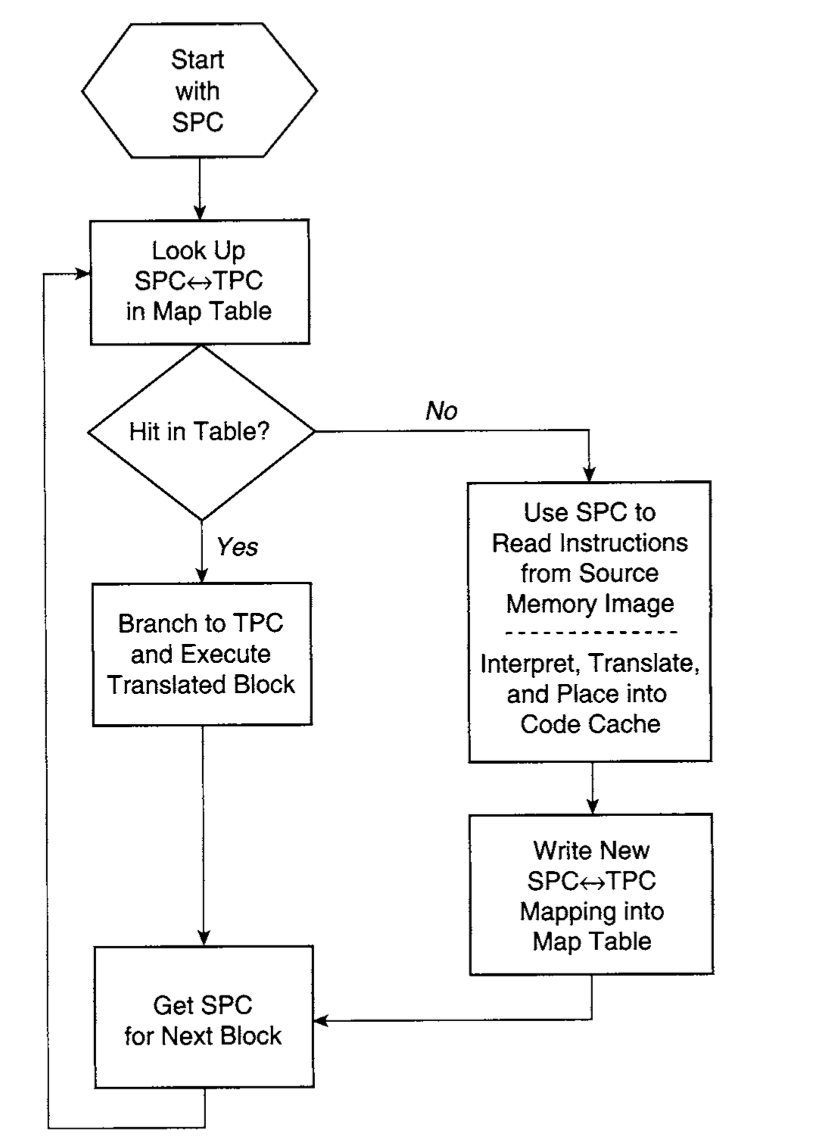 Start
with
SPC
Look Up
SPC↔TPC
in Map Table
Hit in Table?
No
Yes
Use SPC to
Read Instructions
from Source
Memory Image
Interpret, Translate,
and Place into
Code Cache
Branch to TPC
and Execute
Translated Block
Write New
SPC↔TPC
Mapping into
Map Table
Get SPC
for Next Block